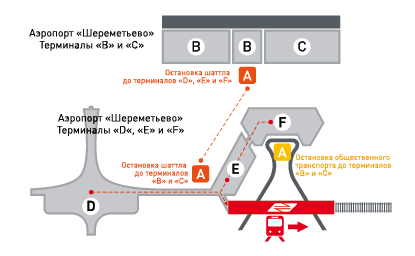 Аэропорт «Шереметьево»
Терминалы «B» и «C»
B
B
C
Остановка шаттла
до терминалов
«D», «E» и «F»
A
Аэропорт «Шереметьево»
Терминалы «D«, «E» и «F»
F
A
Остановка общественного
транспорта до терминалов
«B» и «C»
Остановка шаттла
до терминалов
«B» и «C»
A
E
D